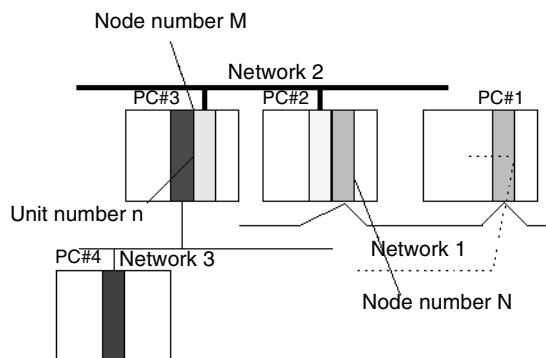 Node number M
Network 2
PC#3
PC#2
PC#1
Unit number n
Network 1
PC#4
Network 3
Node number N